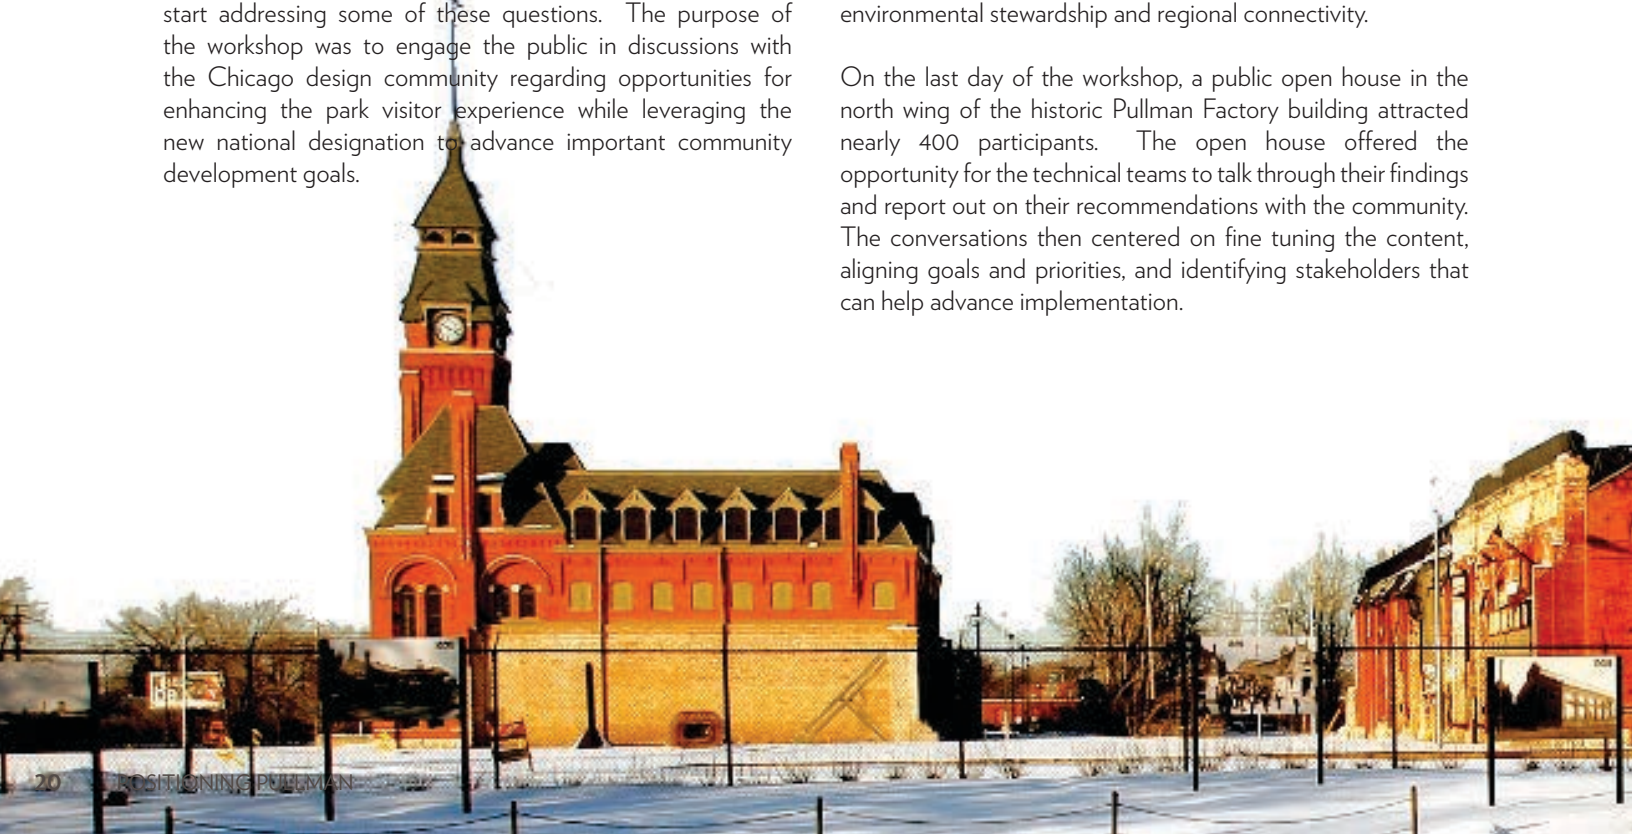 start addressing some of these questions. The purpose of
the workshop was to engage the public in discussions with
the Chicago design community regarding opportunities for
enhancing the park visitor experience while leveraging the
new national designation to advance important community
development goals.
environmental stewardship and regional connectivity.
On the last day of the workshop, a public open house in the
north wing of the historic Pullman Factory building attracted
nearly 400 participants. The open house offered the
opportunity for the technical teams to talk through their findings
and report out on their recommendations with the community.
The conversations then centered on fine tuning the content,
aligning goals and priorities, and identifying stakeholders that
can help advance implementation.
20 POSITIONING PULLMAN